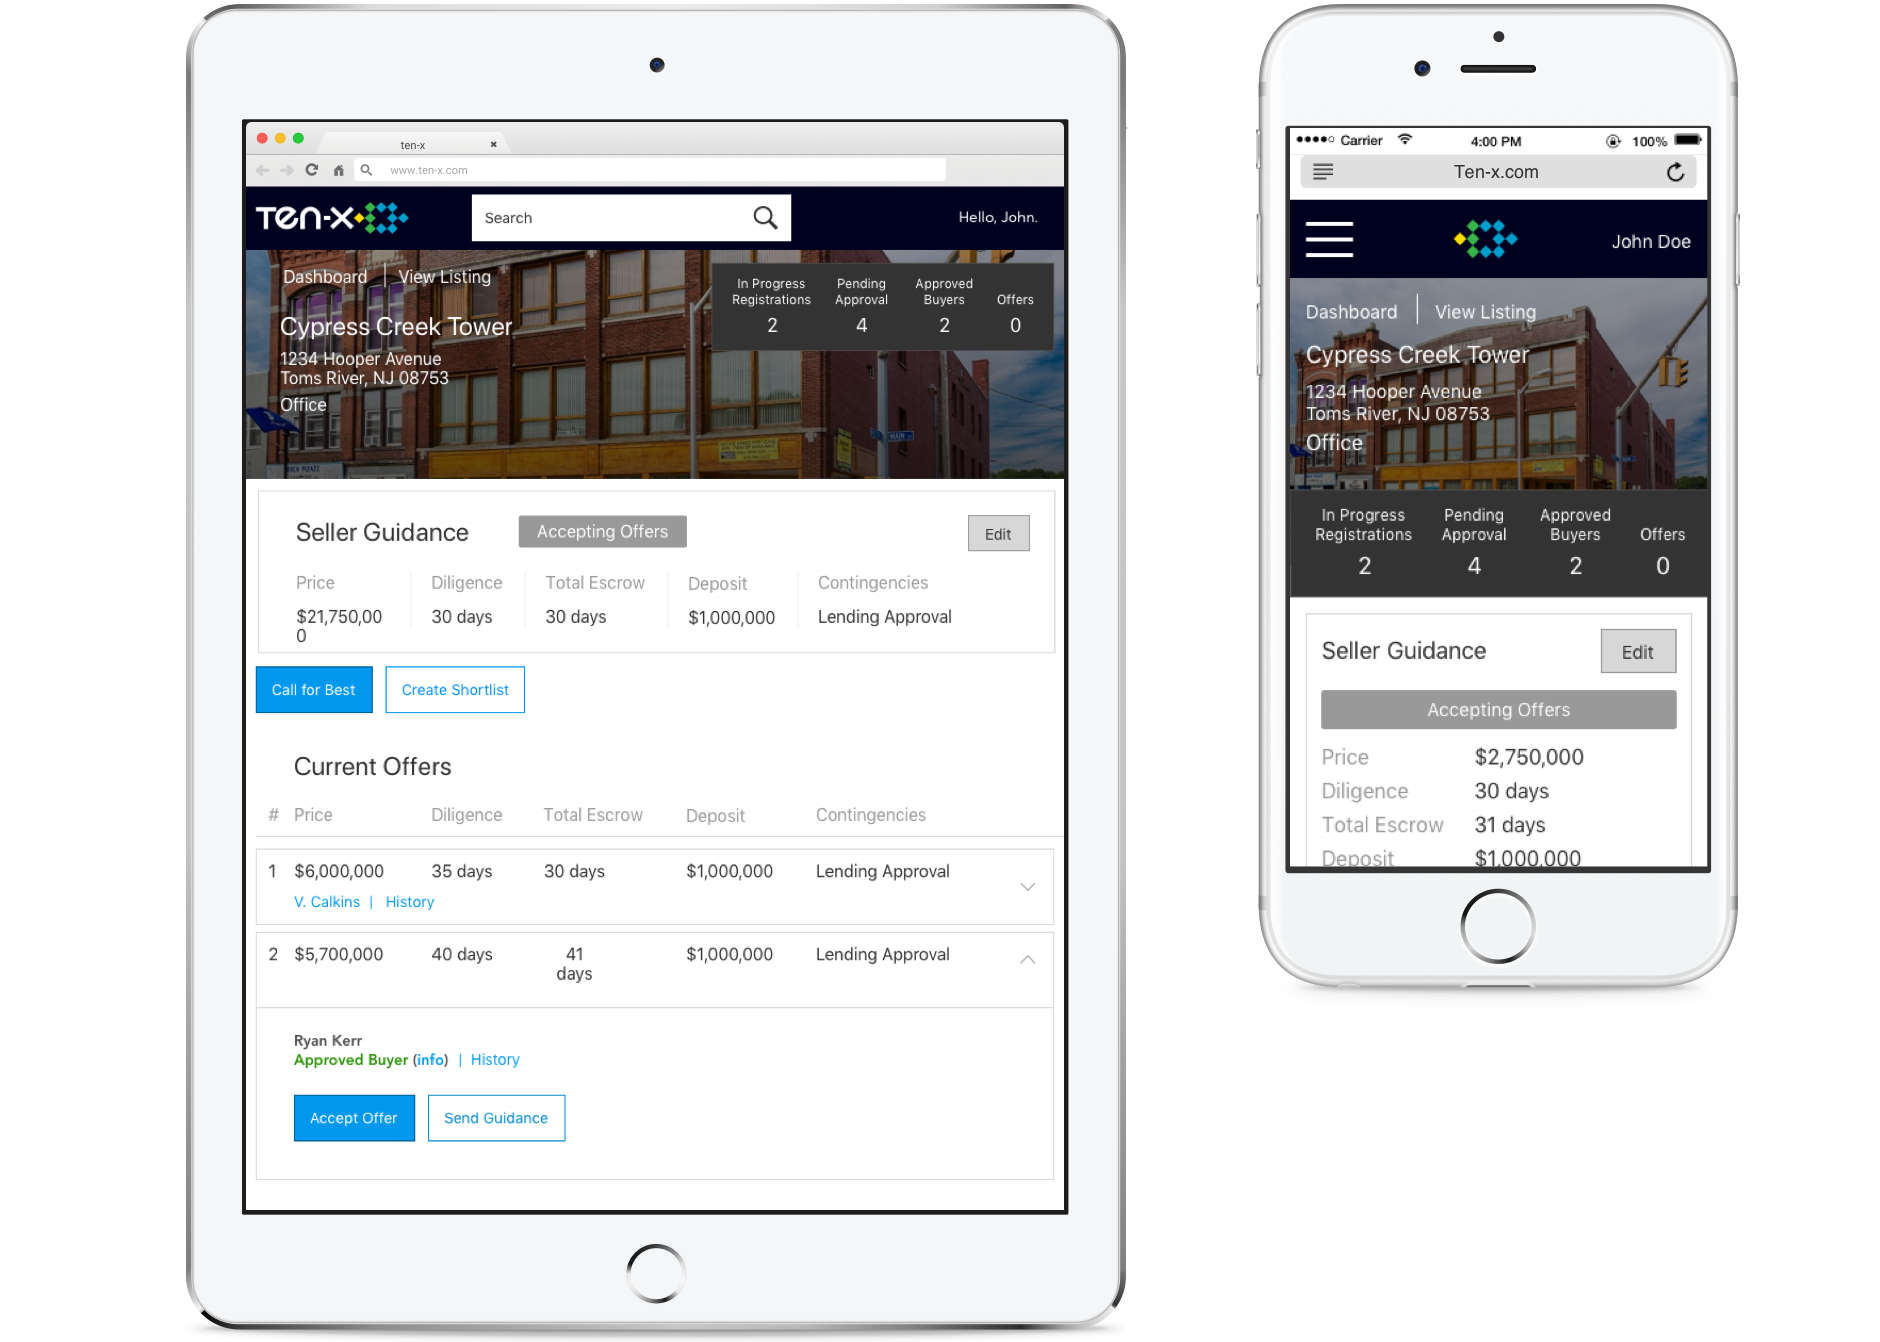 ten-x
www.ten-x.com
Ten-X
Search
Hello, John.
Dashboard | View Listing
In Progress Registrations
2
Pending Approval
4
Approved Buyers
2
Offers
0
Cypress Creek Tower
1234 Hooper Avenue
Toms River, NJ 08753
Office
MAIN
Seller Guidance
Accepting Offers
Edit
Price Diligence Total Escrow Deposit Contingencies
$21,750,00 30 days 30 days $1,000,000 Lending Approval
0
Call for Best
Create Shortlist
Current Offers
# Price Diligence Total Escrow Deposit Contingencies
1 $6,000,000 35 days 30 days $1,000,000 Lending Approval
V. Calkins | History
2 $5,700,000 40 days 41 $1,000,000 Lending Approval
days
Ryan Kerr
Approved Buyer (info) | History
Accept Offer
Send Guidance
Carrier 4:00 PM 100%
Ten-x.com
John Doe
Dashboard | View Listing
Cypress Creek Tower
1234 Hooper Avenue
Toms River, NJ 08753
Office
In Progress Registrations
2
Pending Approval
4
Approved Buyers
2
Offers
0
Seller Guidance
Edit
Accepting Offers
Price $2,750,000
Diligence 30 days
Total Escrow 31 days
Deposit $1,000,000